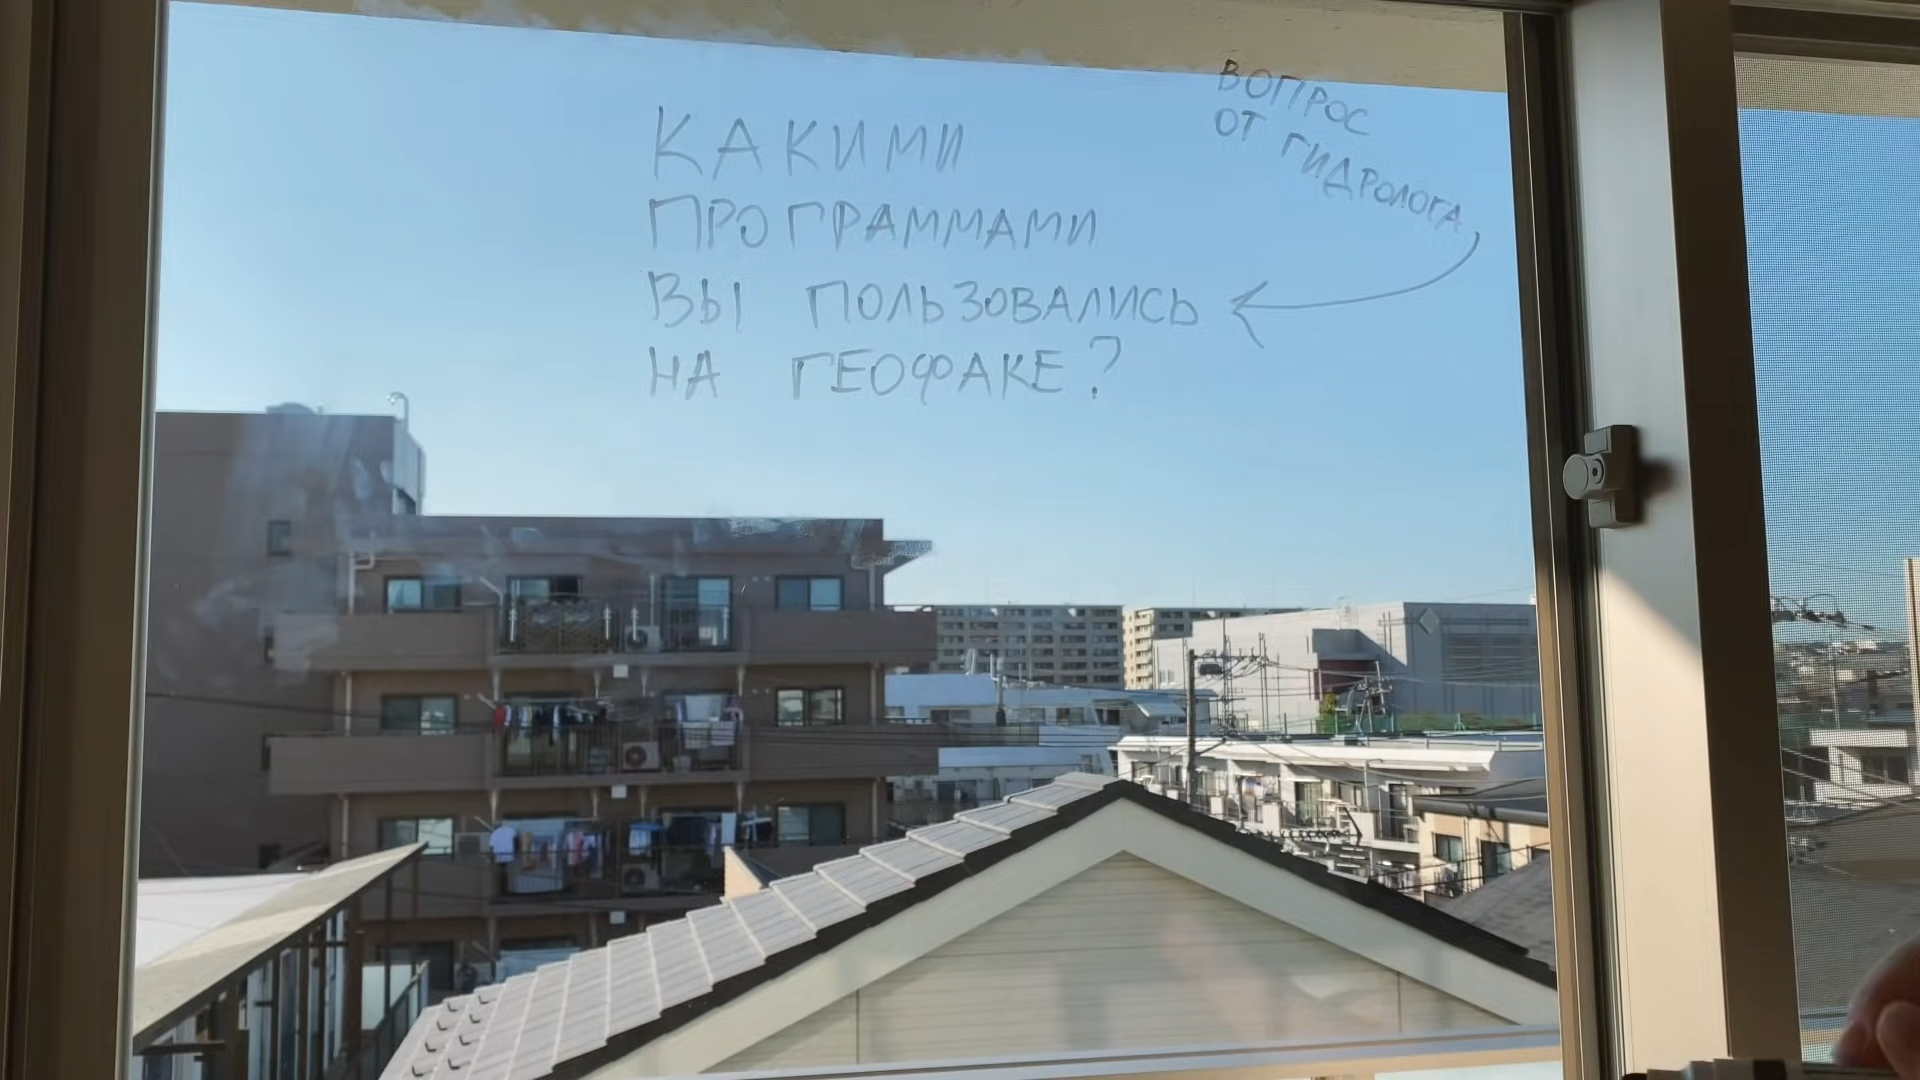 КАКИМИ
ПРОГРАММАМИ
ВЫ ПОЛЬЗОВАЛИСЬ
НА ГЕОФАКЕ?
ВОПРОС
ОТ ГИДРОЛОГА